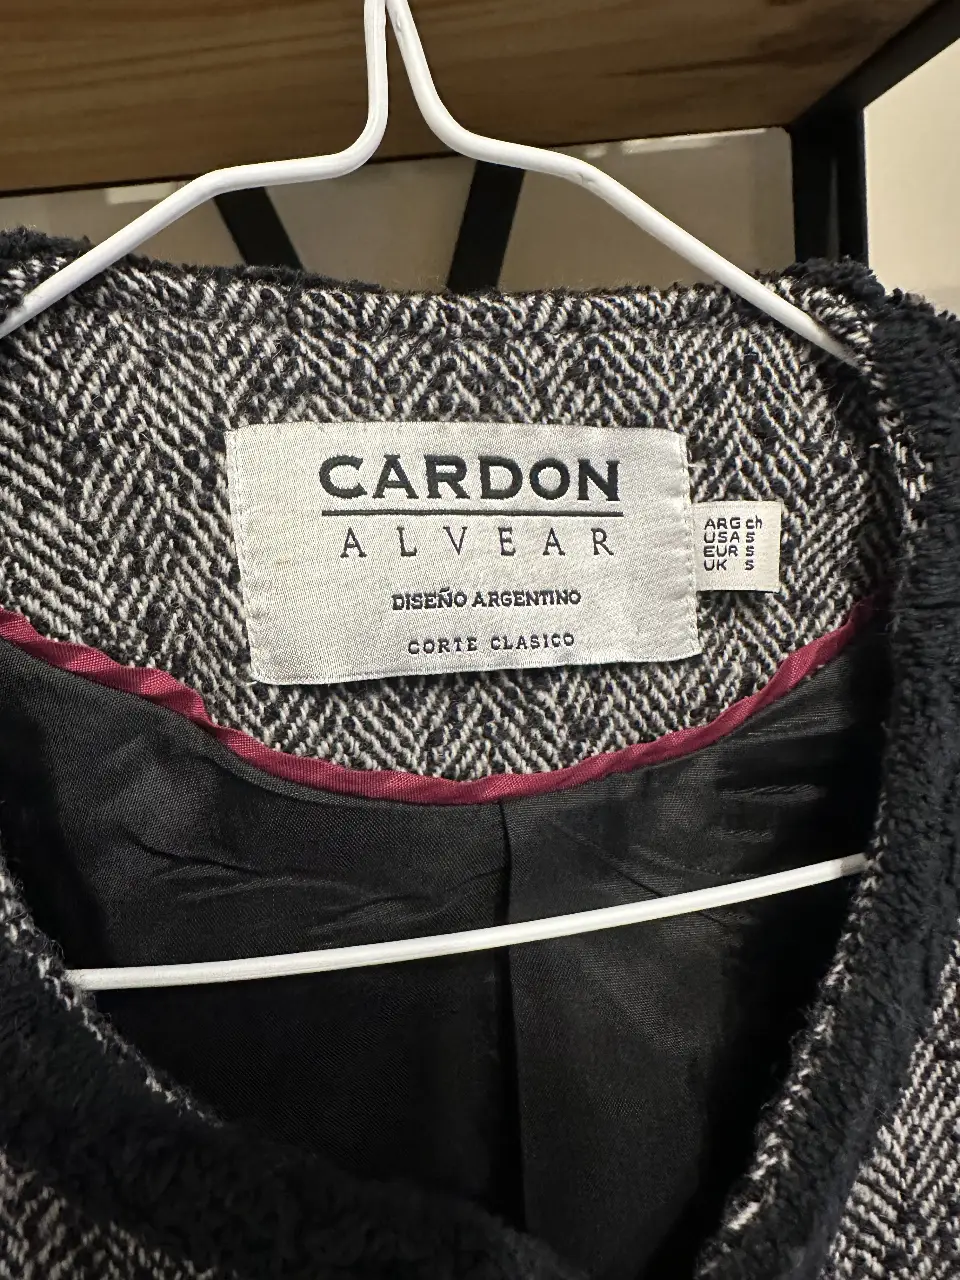 CARDON
ALVEAR
DISEÑO ARGENTINO
CORTE CLASICO
ARG ch
USA S
EUR S
UK S